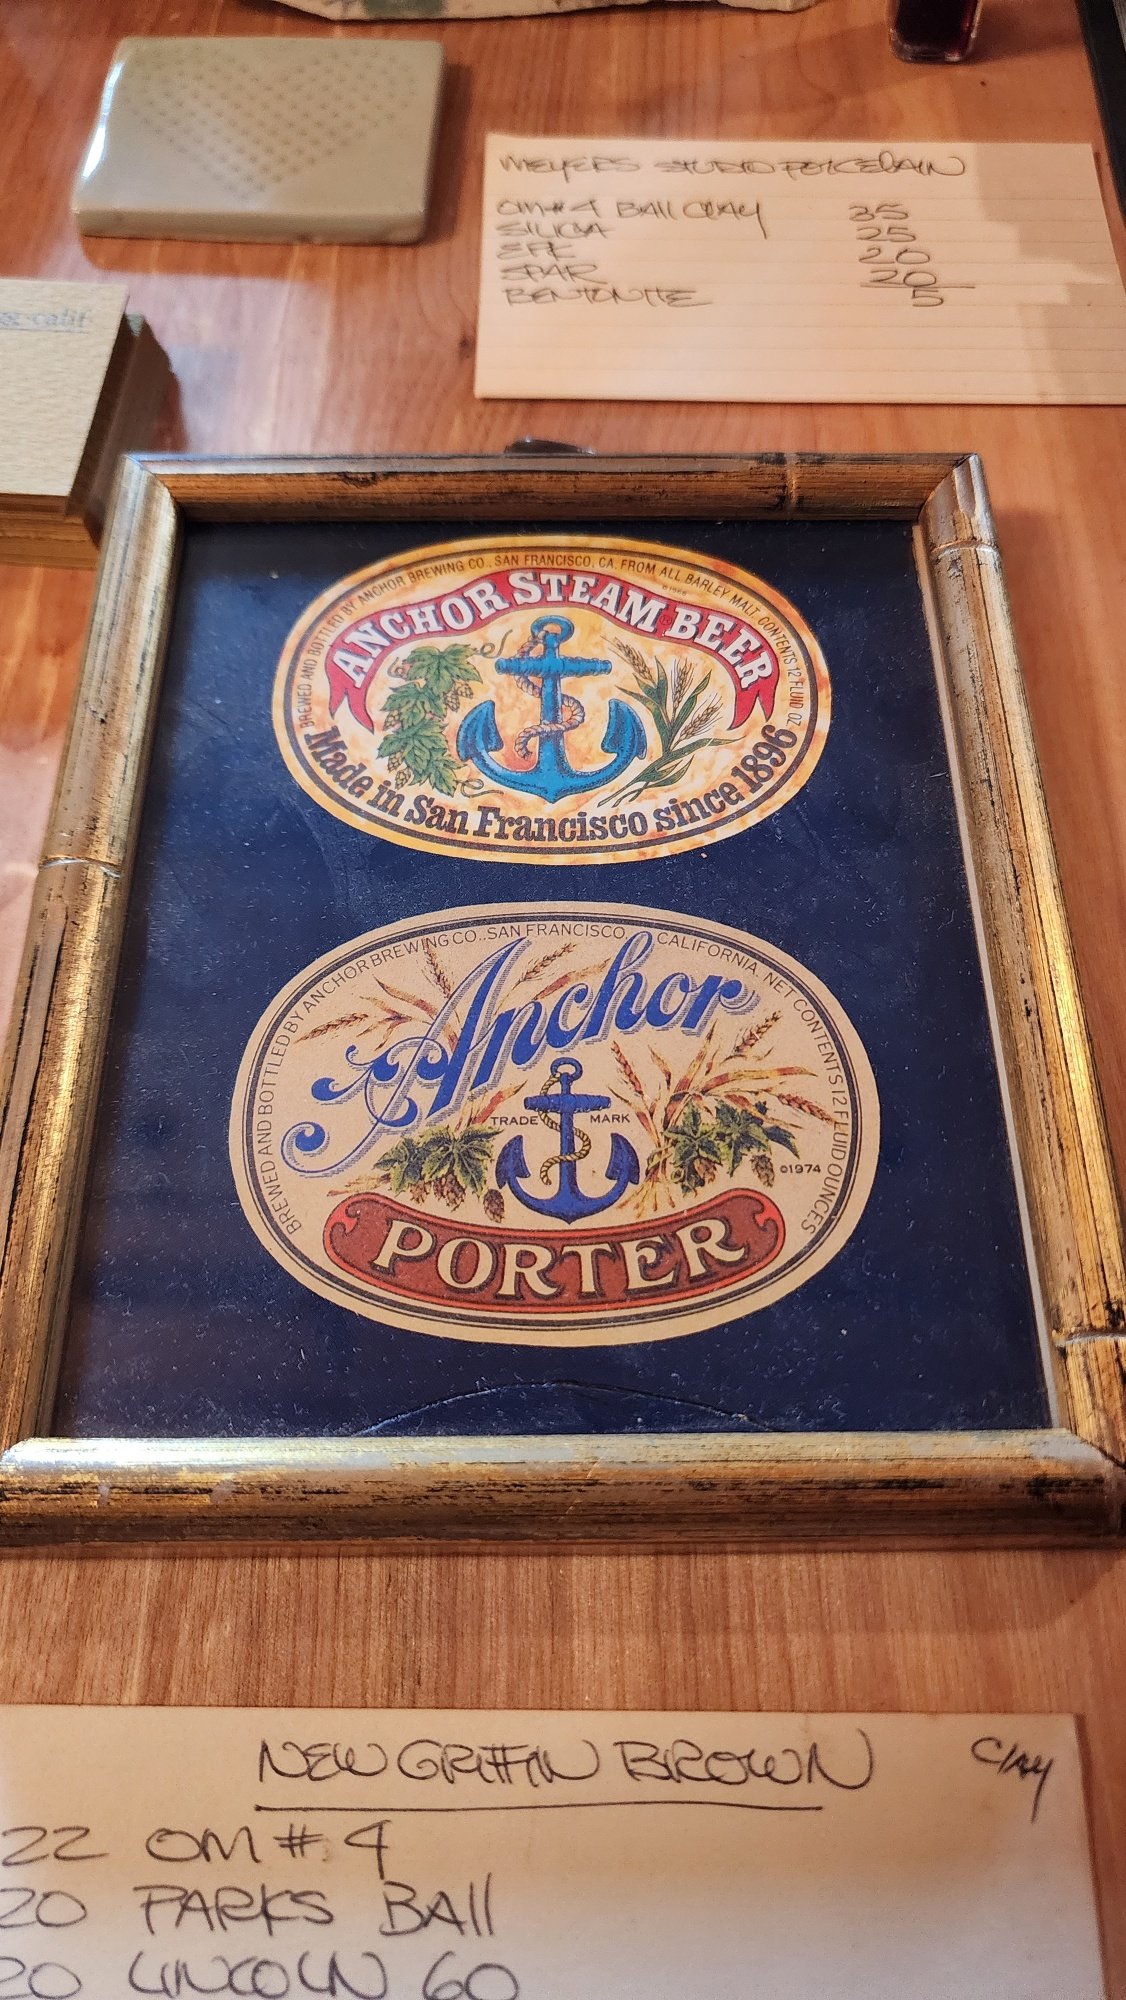 MEYERS STUDIO PORCELAIN
OM#4 BALL CLAY 35
SILICA 25
EPK 20
SPAR 20
BENTONITE 5
calif
BREWED AND BOTTLED BY ANCHOR BREWING CO., SAN FRANCISCO, CA. FROM ALL BARLEY MALT. CONTENTS 12 FLUID OZ.
ANCHOR STEAM® BEER
Made in San Francisco since 1896
BREWED AND BOTTLED BY ANCHOR BREWING CO., SAN FRANCISCO, CALIFORNIA. NET CONTENTS 12 FLUID OUNCES
Anchor
TRADE MARK
©1974
PORTER
NEW GRIFFIN BROWN Clay
22 OM #4
20 PARKS BALL
20 LINCOLN 60